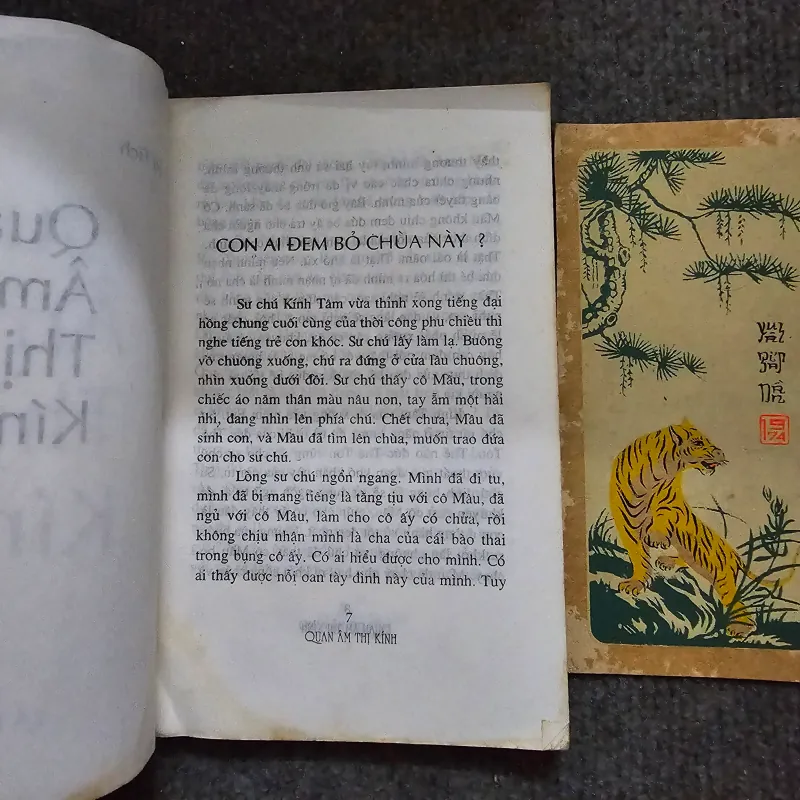 CON AI ĐEM BỎ CHÙA NÀY ?
Sư chú Kính Tâm vừa thỉnh xong tiếng đại
hồng chung cuối cùng của thời công phu chiều thì
nghe tiếng trẻ con khóc. Sư chú lấy làm lạ. Buông
vồ chuông xuống, chú ra đứng ở cửa lầu chuông,
nhìn xuống dưới đồi. Sư chú thấy cô Mầu, trong
chiếc áo năm thân màu nâu non, tay ẵm một hài
nhi, đang nhìn lên phía chú. Chết chưa, Mầu đã
sinh con, và Mầu đã tìm lên chùa, muốn trao đứa
con cho sư chú.
Lòng sư chú ngổn ngang. Mình đã đi tu,
mình đã bị mang tiếng là tằng tịu với cô Mầu, đã
ngủ với cô Mầu, làm cho cô ấy có chửa, rồi
không chịu nhận mình là cha của cái bào thai
trong bụng cô ấy. Có ai hiểu được cho mình. Có
ai thấy được nỗi oan tày đình này của mình. Tuy
7
QUAN ÂM THỊ KÍNH